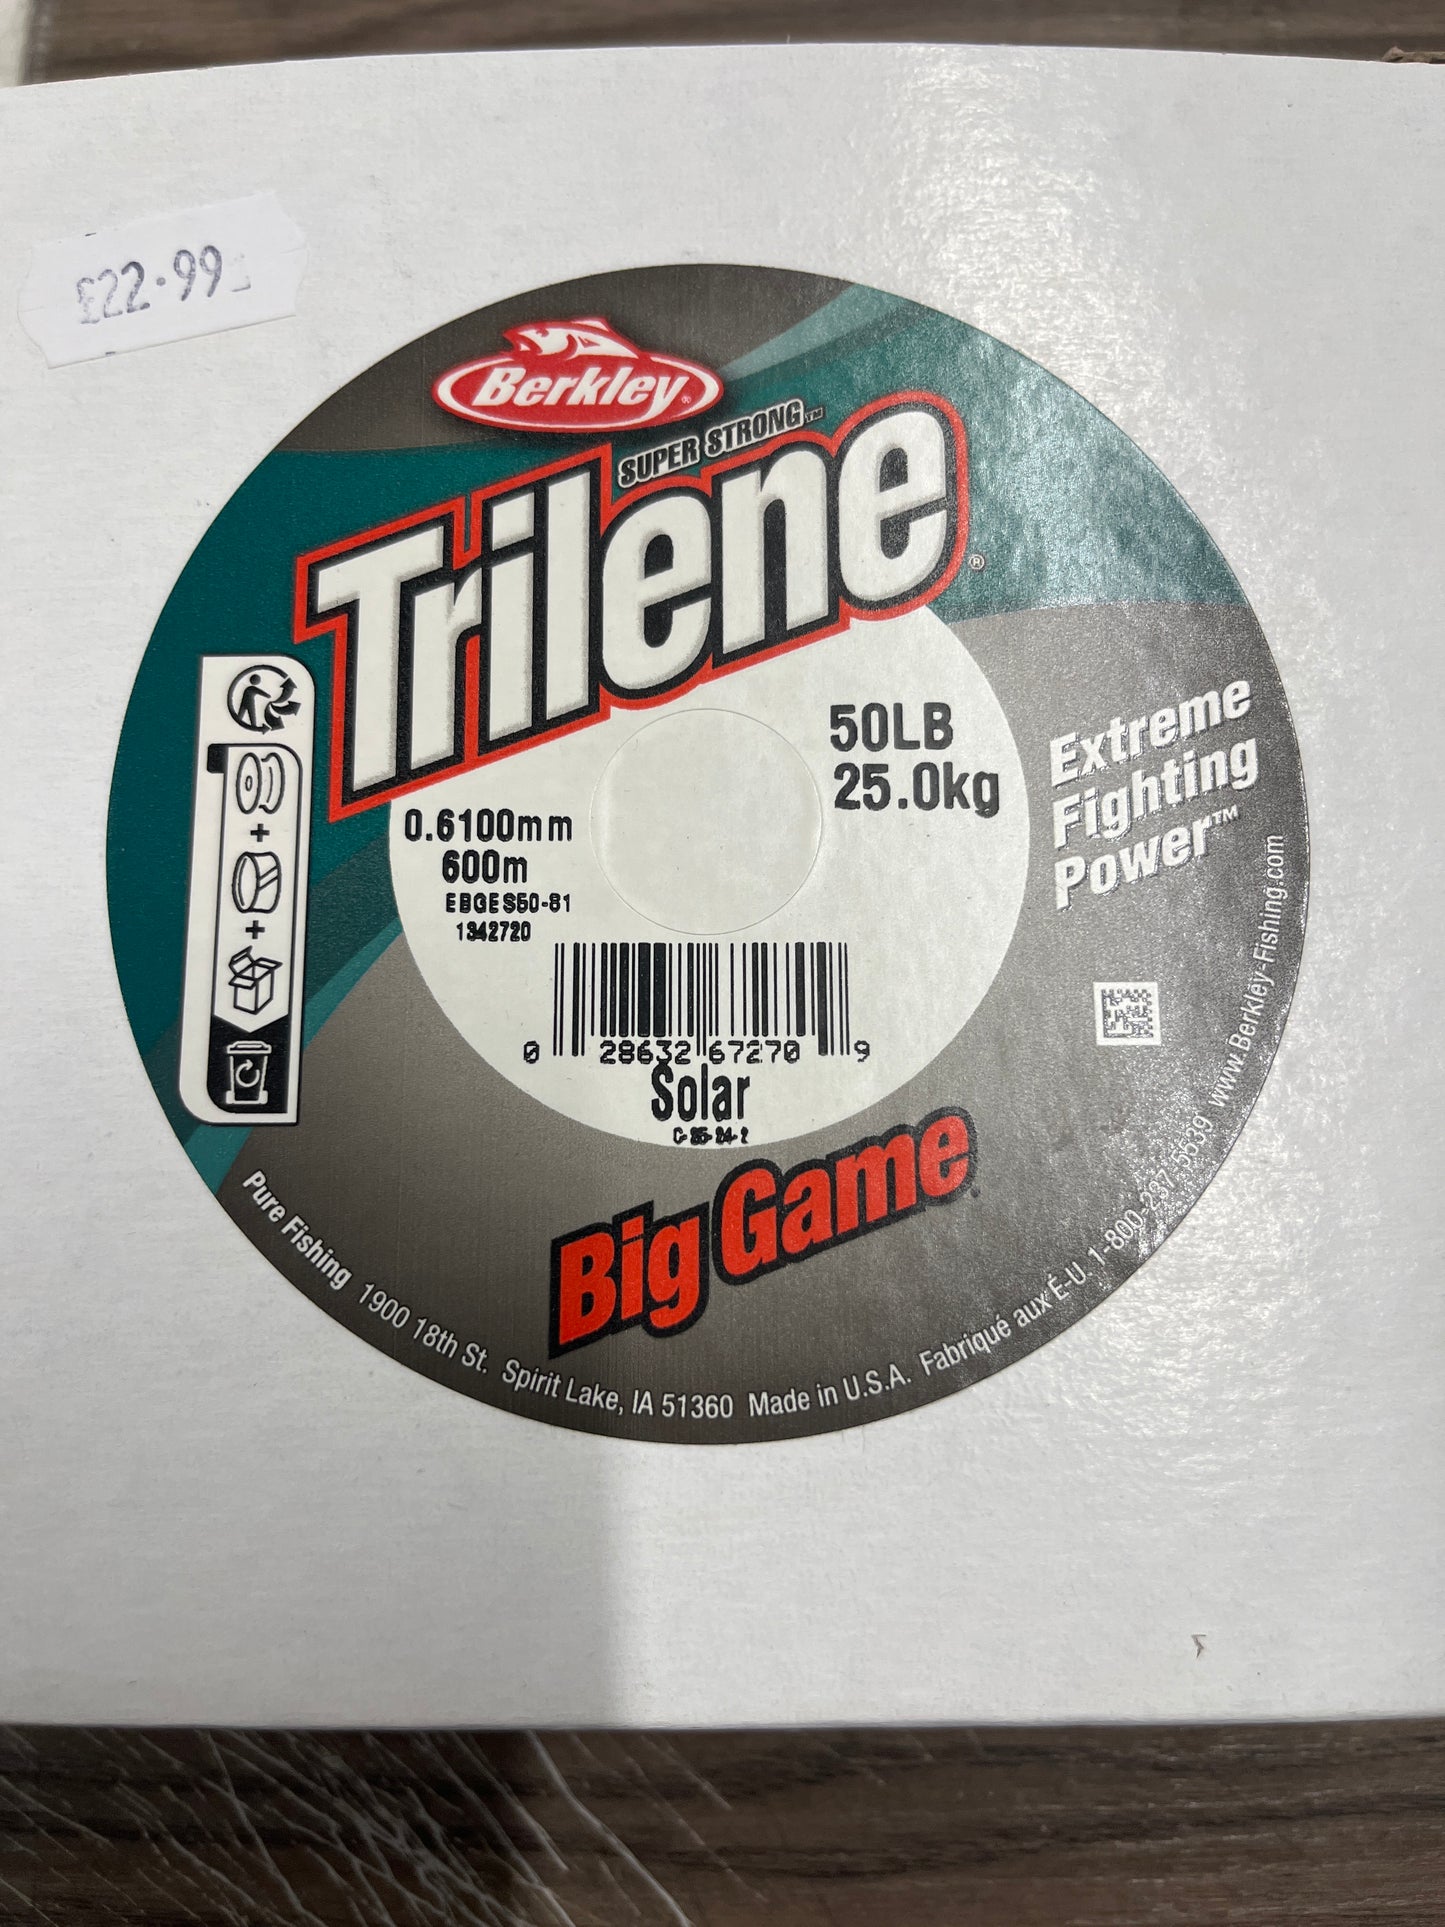 £22.99
Berkley®
SUPER STRONG™
Trilene®
50LB
25.0kg
0.6100mm
600m
EBGES50-81
1342720
Extreme
Fighting
Power™
0 28632 67270 9
Solar
Big Game
Pure Fishing 1900 18th St. Spirit Lake, IA 51360 Made in U.S.A. Fabriqué aux É-U. 1-800-237-5539 www.Berkley-Fishing.com